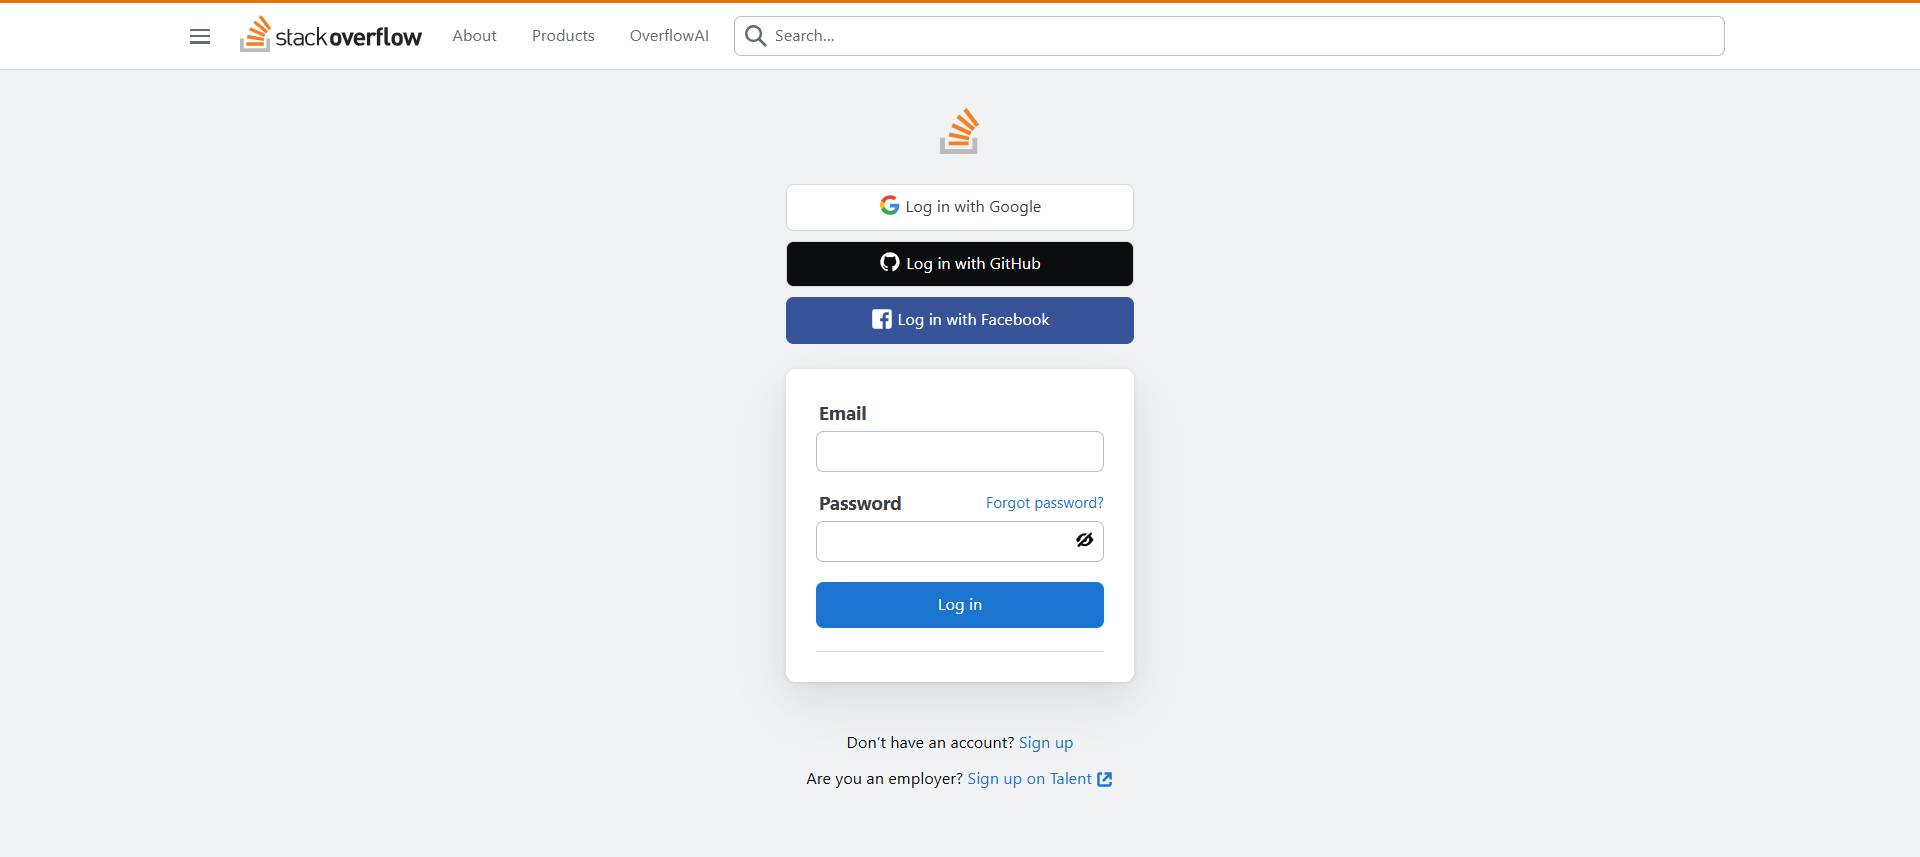 stackoverflow About Products OverflowAI Search...
Log in with Google
Log in with GitHub
Log in with Facebook
Email
Password Forgot password?
Log in
Don't have an account? Sign up
Are you an employer? Sign up on Talent